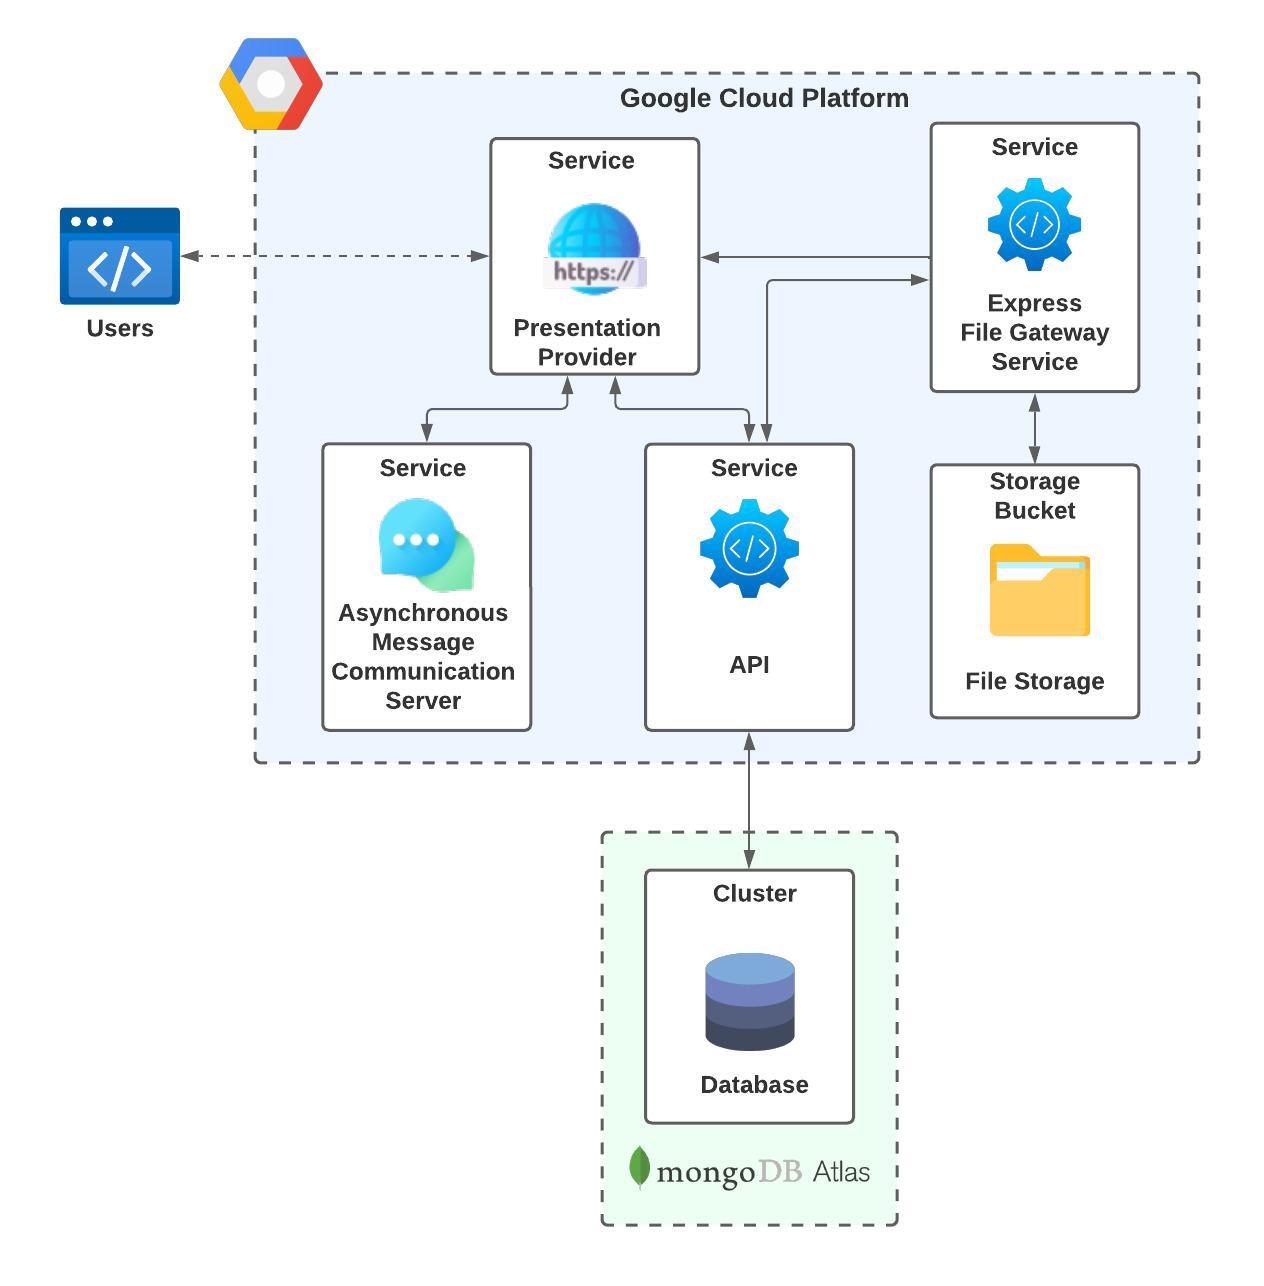 Google Cloud Platform
Service
https://
Presentation
Provider
Service
Express
File Gateway
Service
Users
Service
Asynchronous
Message
Communication
Server
Service
API
Storage
Bucket
File Storage
Cluster
Database
mongoDB Atlas